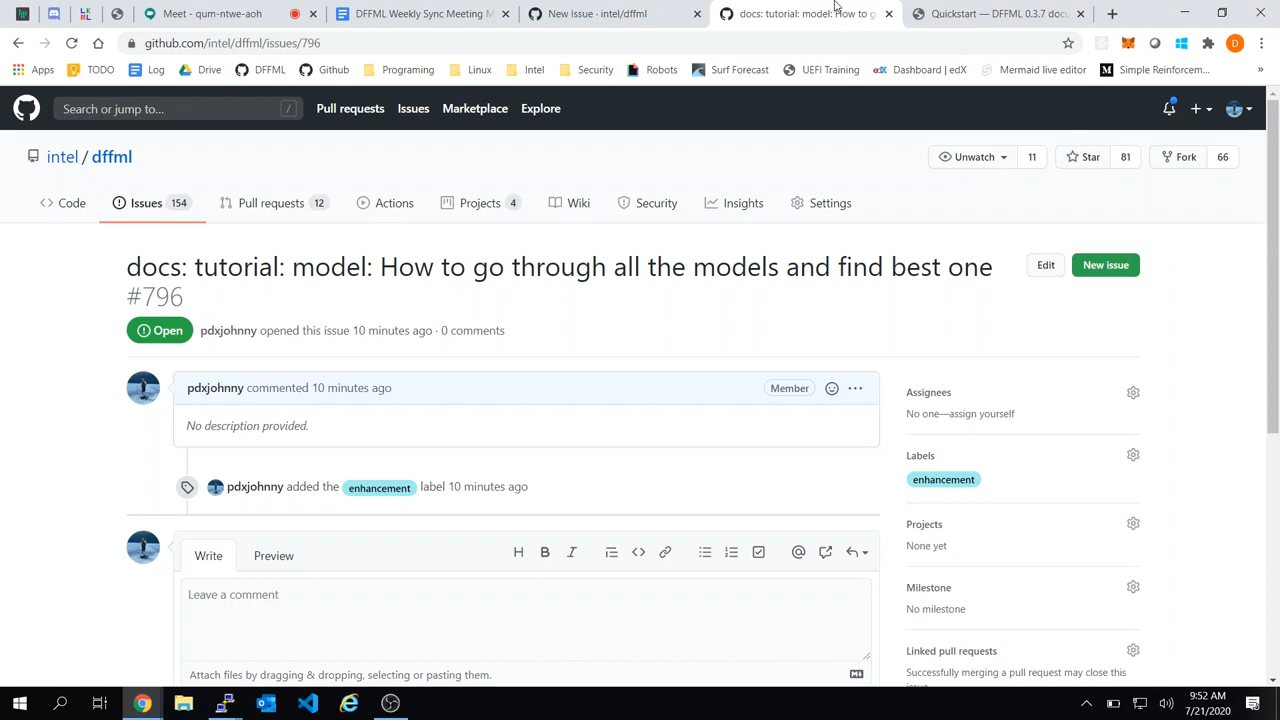 Meet - qum-ntwe-aoh
DFFML Weekly Sync Meeting M
New Issue · intel/dffml
docs: tutorial: model: How to g
Quickstart — DFFML 0.3.7 docu
github.com/intel/dffml/issues/796
Apps
TODO
Log
Drive
DFFML
Github
Programing
Linux
Intel
Security
Robots
Surf Forecast
UEFI Training
Dashboard | edX
Mermaid live editor
Simple Reinforcem...
»
Search or jump to...
/
Pull requests
Issues
Marketplace
Explore
intel / dffml
Unwatch 11
Star 81
Fork 66
Code
Issues 154
Pull requests 12
Actions
Projects 4
Wiki
Security
Insights
Settings
docs: tutorial: model: How to go through all the models and find best one
#796
Edit
New issue
Open
pdxjohnny opened this issue 10 minutes ago · 0 comments
pdxjohnny commented 10 minutes ago
Member
No description provided.
pdxjohnny added the enhancement label 10 minutes ago
Write
Preview
Leave a comment
Attach files by dragging & dropping, selecting or pasting them.
Assignees
No one—assign yourself
Labels
enhancement
Projects
None yet
Milestone
No milestone
Linked pull requests
Successfully merging a pull request may close this
issue.
9:52 AM
7/21/2020